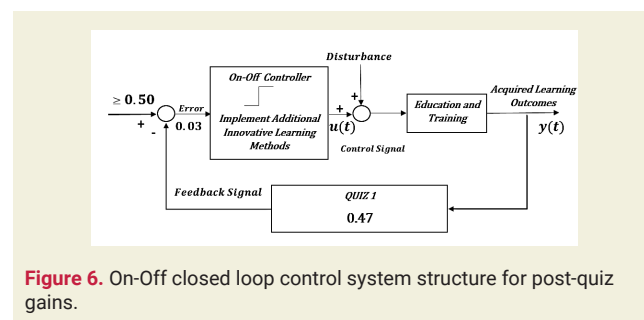 Disturbance
On-Off Controller
Implement Additional
Innovative Learning
Methods
≥ 0.50
+
-
Error
0.03
+
u(t)
+
Control Signal
Education and
Training
Acquired Learning
Outcomes
y(t)
Feedback Signal
QUIZ 1
0.47
Figure 6. On-Off closed loop control system structure for post-quiz
gains.